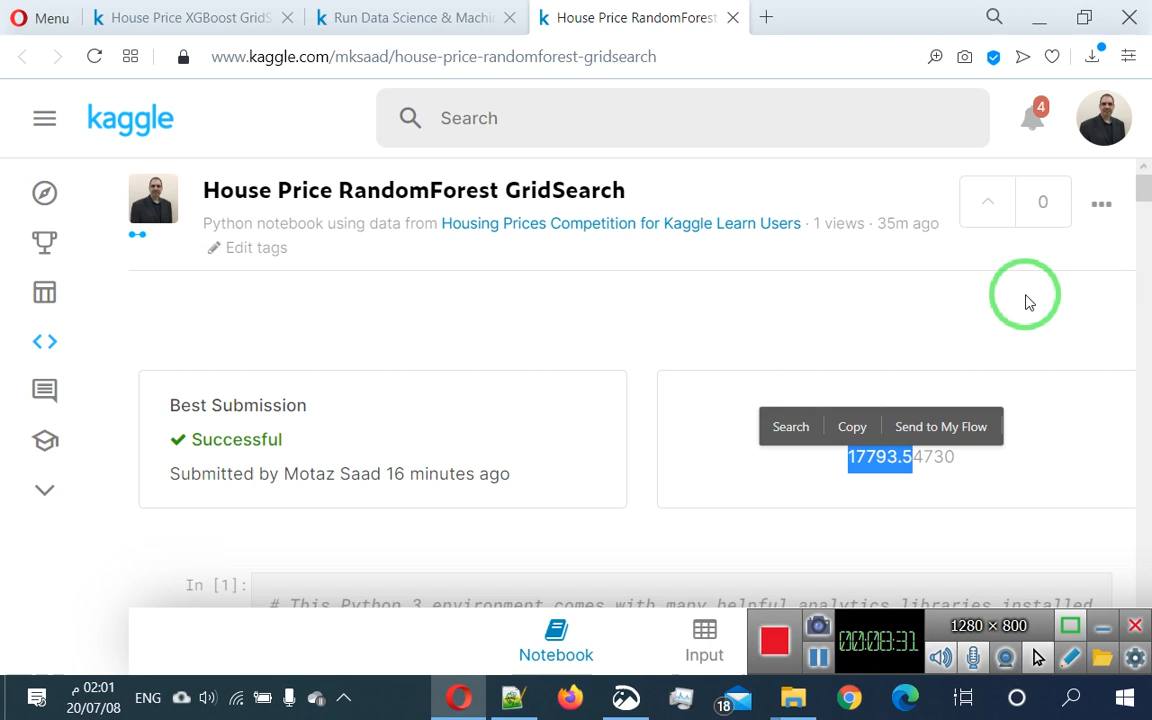 Menu
House Price XGBoost GridS
Run Data Science & Machin
House Price RandomForest
www.kaggle.com/mksaad/house-price-randomforest-gridsearch
kaggle
Search
4
House Price RandomForest GridSearch
Python notebook using data from Housing Prices Competition for Kaggle Learn Users · 1 views · 35m ago
Edit tags
0
Best Submission
Successful
Submitted by Motaz Saad 16 minutes ago
Search
Copy
Send to My Flow
17793.54730
In [1]:
# This Python 3 environment comes with many helpful analytics libraries installed
Notebook
Input
00:08:31
1280 × 800
02:01 م
20/07/08
ENG
18